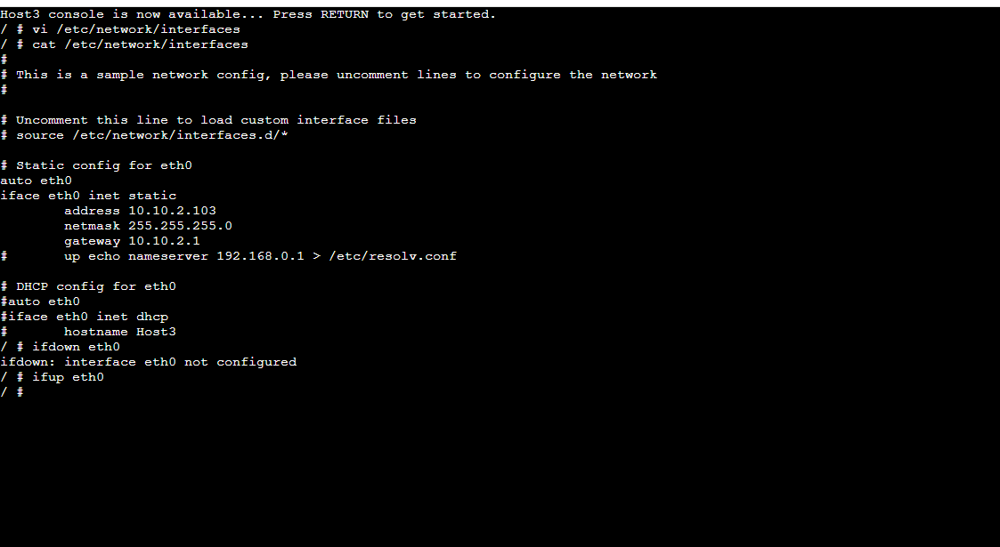 Host3 console is now available... Press RETURN to get started.
/ # vi /etc/network/interfaces
/ # cat /etc/network/interfaces
#
# This is a sample network config, please uncomment lines to configure the network
#
# Uncomment this line to load custom interface files
# source /etc/network/interfaces.d/*
# Static config for eth0
auto eth0
iface eth0 inet static
        address 10.10.2.103
        netmask 255.255.255.0
        gateway 10.10.2.1
#       up echo nameserver 192.168.0.1 > /etc/resolv.conf
# DHCP config for eth0
#auto eth0
#iface eth0 inet dhcp
#       hostname Host3
/ # ifdown eth0
ifdown: interface eth0 not configured
/ # ifup eth0
/ #